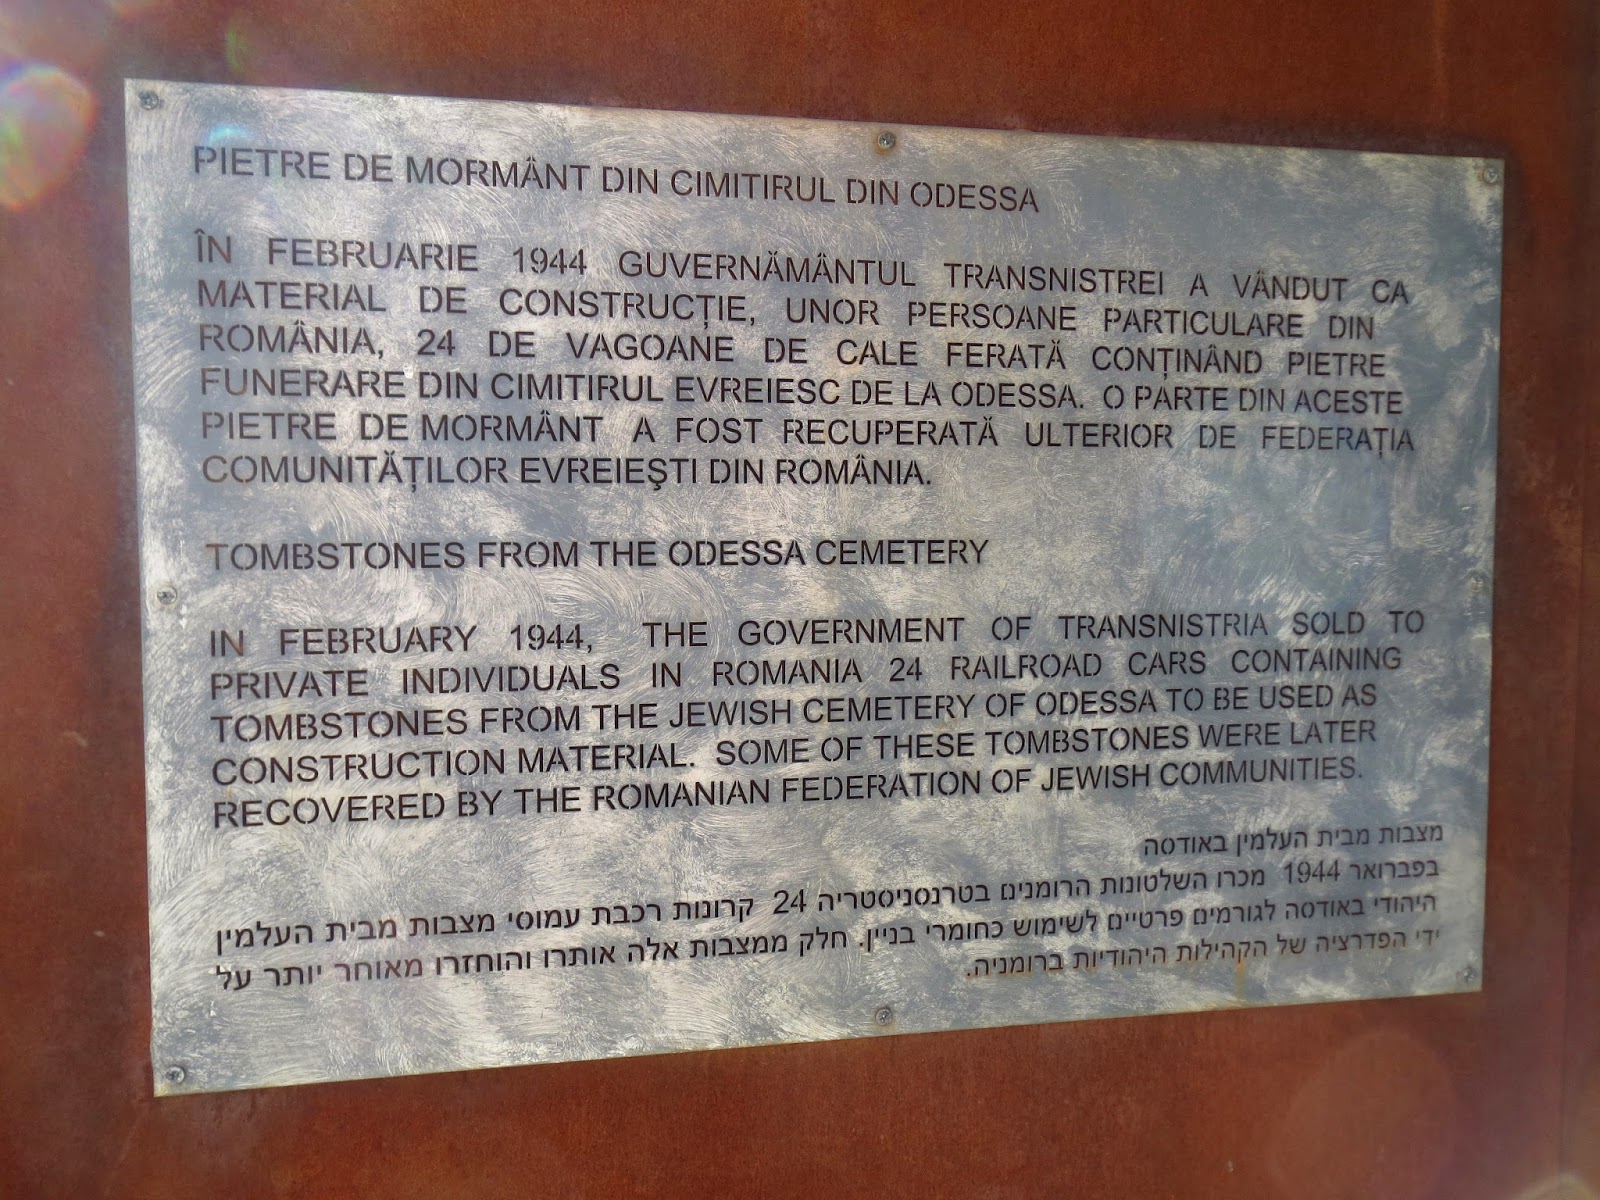 PIETRE DE MORMÂNT DIN CIMITIRUL DIN ODESSA
ÎN FEBRUARIE 1944 GUVERNĂMÂNTUL TRANSNISTREI A VÂNDUT CA
MATERIAL DE CONSTRUCȚIE, UNOR PERSOANE PARTICULARE DIN
ROMÂNIA, 24 DE VAGOANE DE CALE FERATĂ CONȚINÂND PIETRE
FUNERARE DIN CIMITIRUL EVREIESC DE LA ODESSA. O PARTE DIN ACESTE
PIETRE DE MORMÂNT A FOST RECUPERATĂ ULTERIOR DE FEDERAȚIA
COMUNITĂȚILOR EVREIEŞTI DIN ROMÂNIA.
TOMBSTONES FROM THE ODESSA CEMETERY
IN FEBRUARY 1944, THE GOVERNMENT OF TRANSNISTRIA SOLD TO
PRIVATE INDIVIDUALS IN ROMANIA 24 RAILROAD CARS CONTAINING
TOMBSTONES FROM THE JEWISH CEMETERY OF ODESSA TO BE USED AS
CONSTRUCTION MATERIAL. SOME OF THESE TOMBSTONES WERE LATER
RECOVERED BY THE ROMANIAN FEDERATION OF JEWISH COMMUNITIES.
מצבות מבית העלמין באודסה
בפברואר 1944 מכרו השלטונות הרומנים בטרנסניסטריה 24 קרונות רכבת עמוסי מצבות מבית העלמין
היהודי באודסה לגורמים פרטיים לשימוש כחומרי בניין. חלק ממצבות אלה אותרו והוחזרו מאוחר יותר על
ידי הפדרציה של הקהילות היהודיות ברומניה.